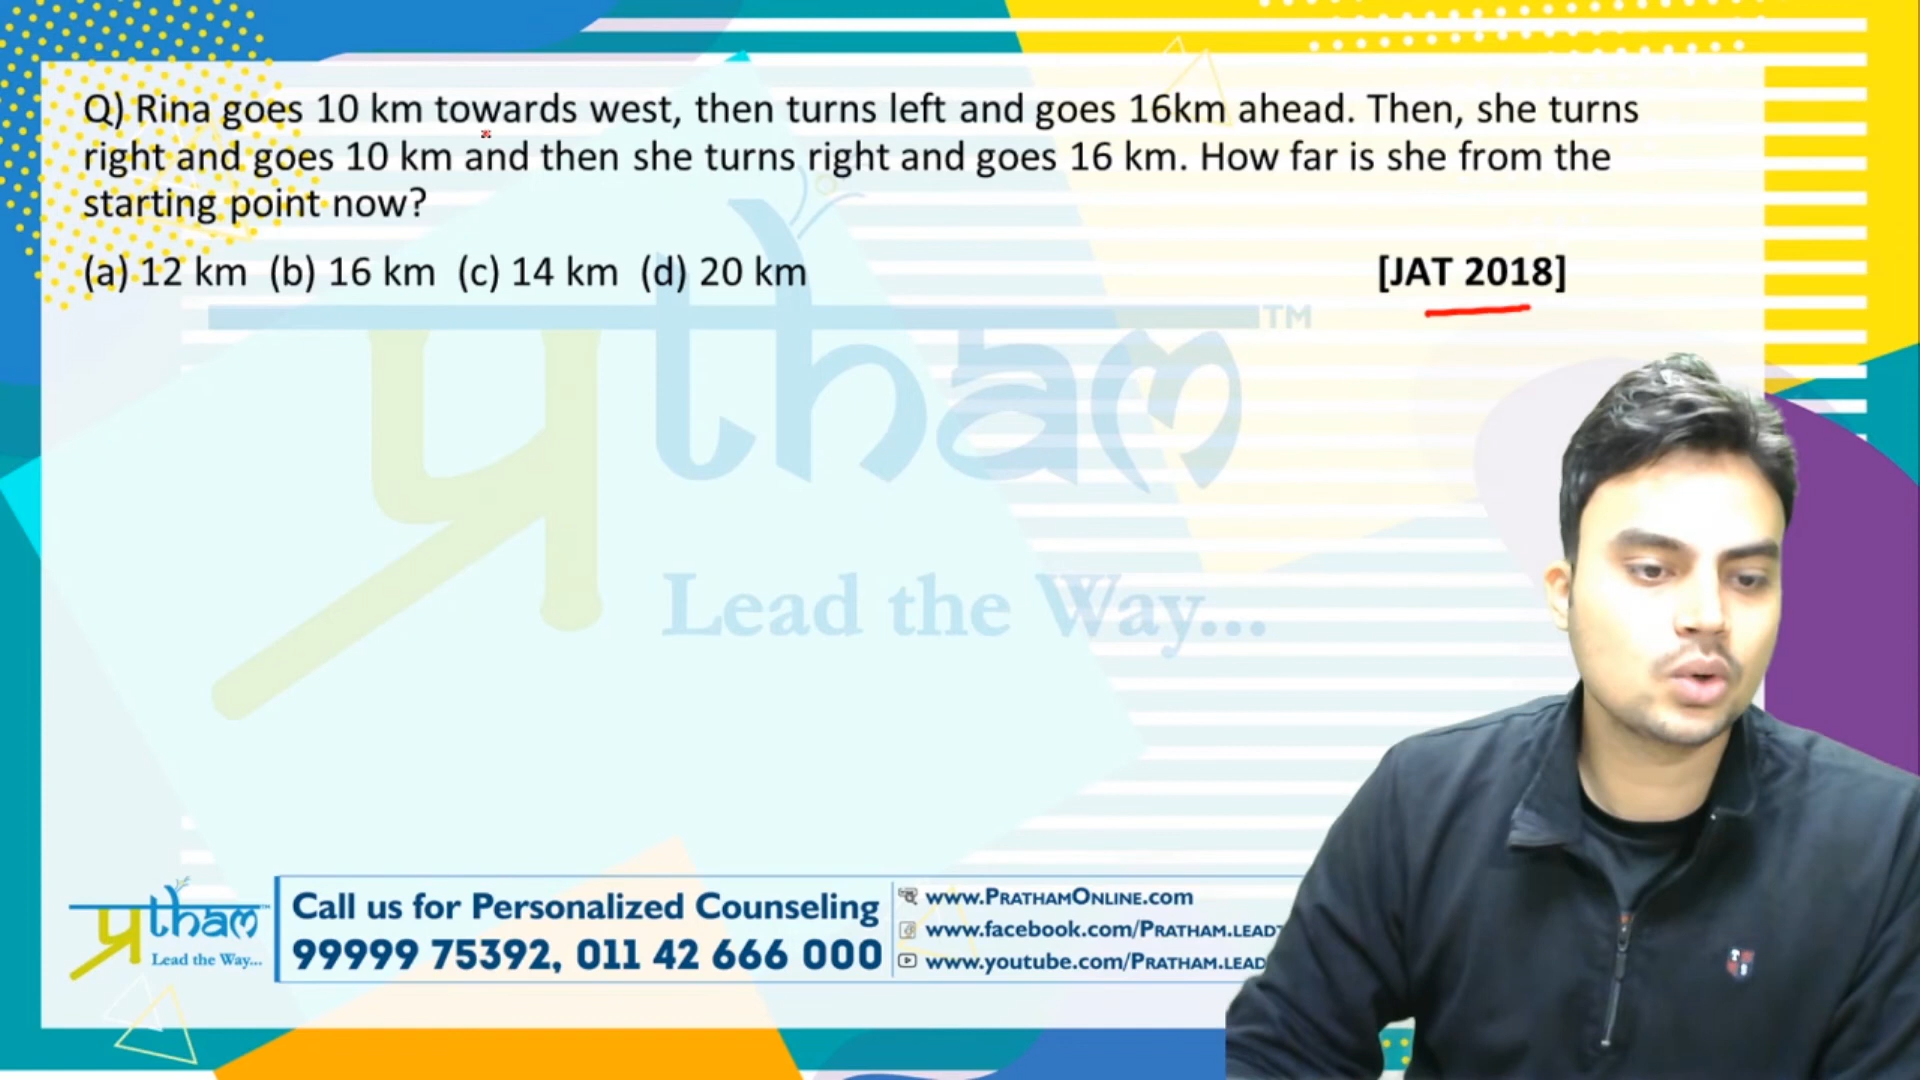 Q) Rina goes 10 km towards west, then turns left and goes 16km ahead. Then, she turns
right and goes 10 km and then she turns right and goes 16 km. How far is she from the
starting point now?
(a) 12 km (b) 16 km (c) 14 km (d) 20 km [JAT 2018]
प्रtham TM
Lead the Way...
प्रtham
Lead the Way...
Call us for Personalized Counseling
99999 75392, 011 42 666 000
www.PrathamOnline.com
www.facebook.com/Pratham.lead
www.youtube.com/Pratham.lead